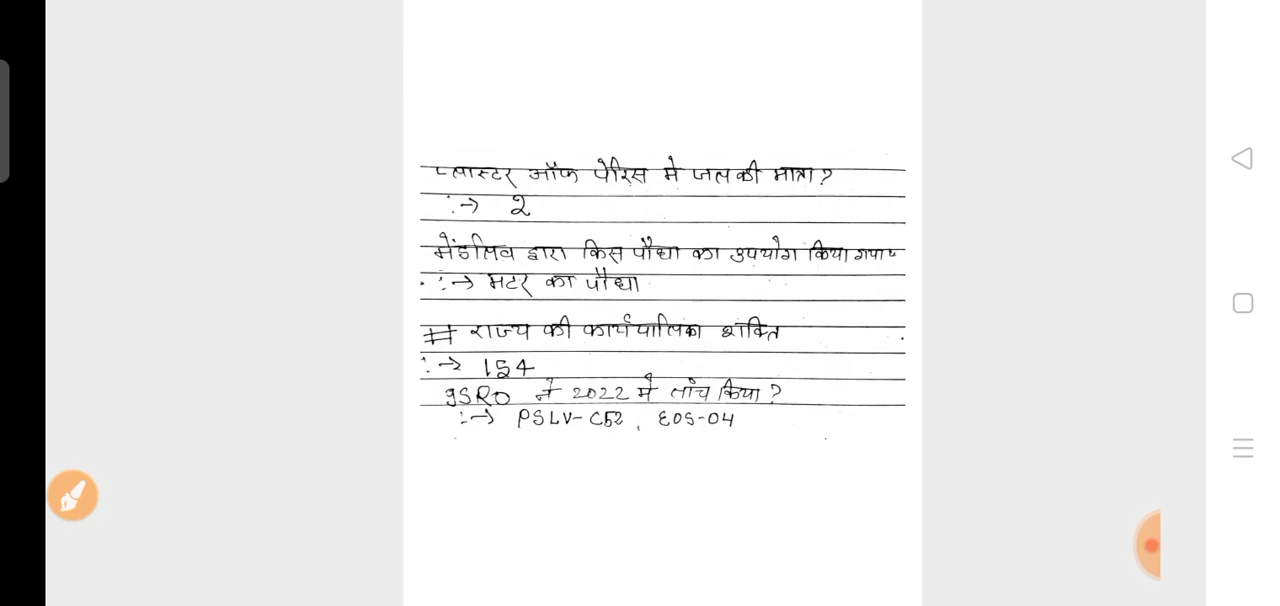 प्लास्टर ऑफ पेरिस मे जल की मात्रा ?
∴→ 2
मेंडलिव द्वारा किस पौधा का उपयोग किया गया
∴→ मटर का पौधा
# राज्य की कार्यपालिका शक्ति
∴→ 154
ISRO ने 2022 मे लाँच किया ?
∴→ PSLV-C52, EOS-04